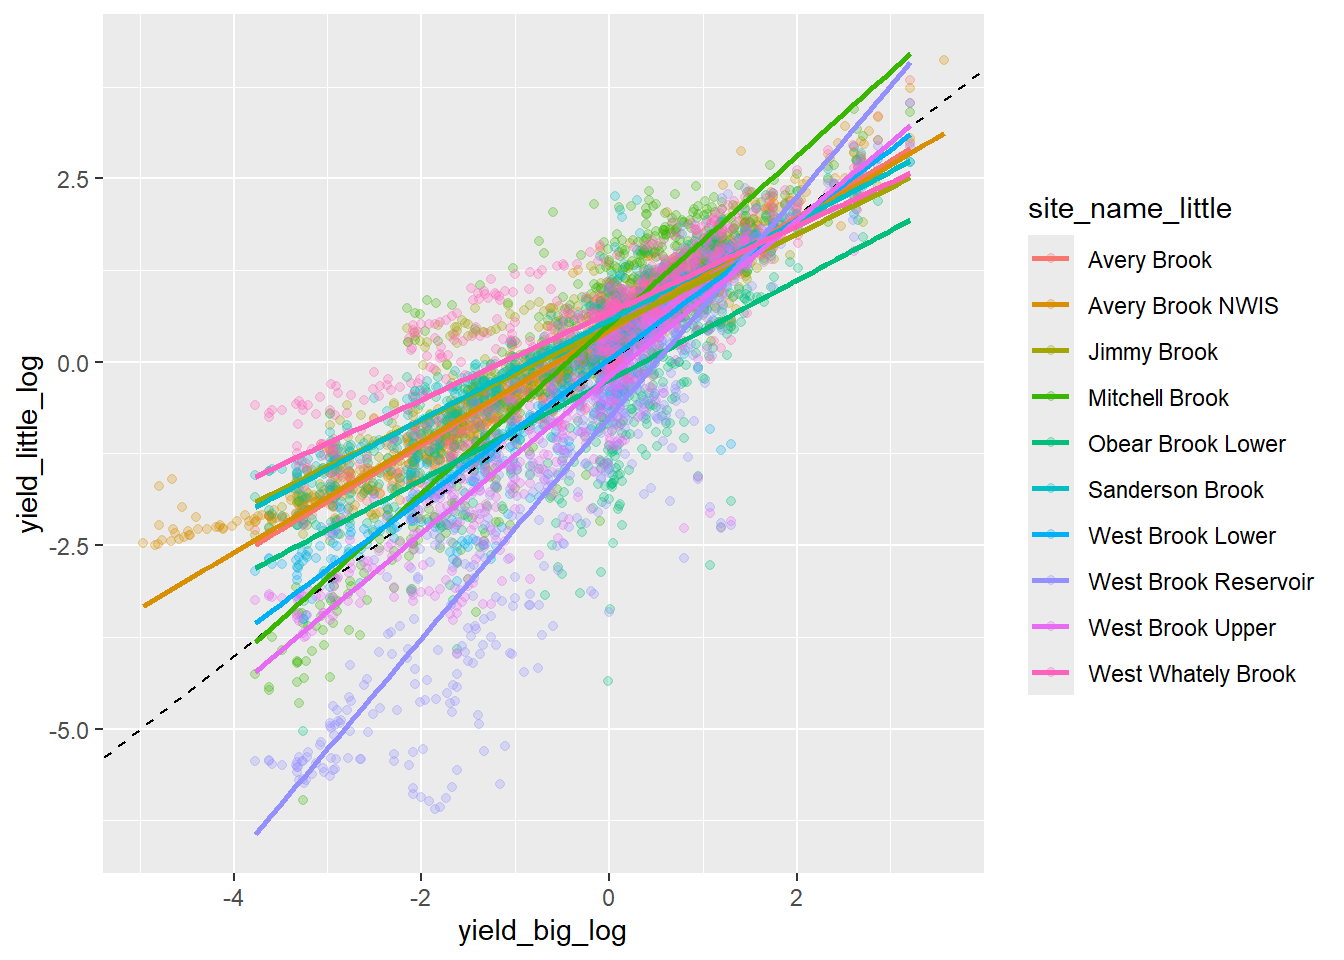 2.5
0.0
-2.5
-5.0
yield_little_log
-4
-2
0
2
yield_big_log
site_name_little
Avery Brook
Avery Brook NWIS
Jimmy Brook
Mitchell Brook
Obear Brook Lower
Sanderson Brook
West Brook Lower
West Brook Reservoir
West Brook Upper
West Whately Brook